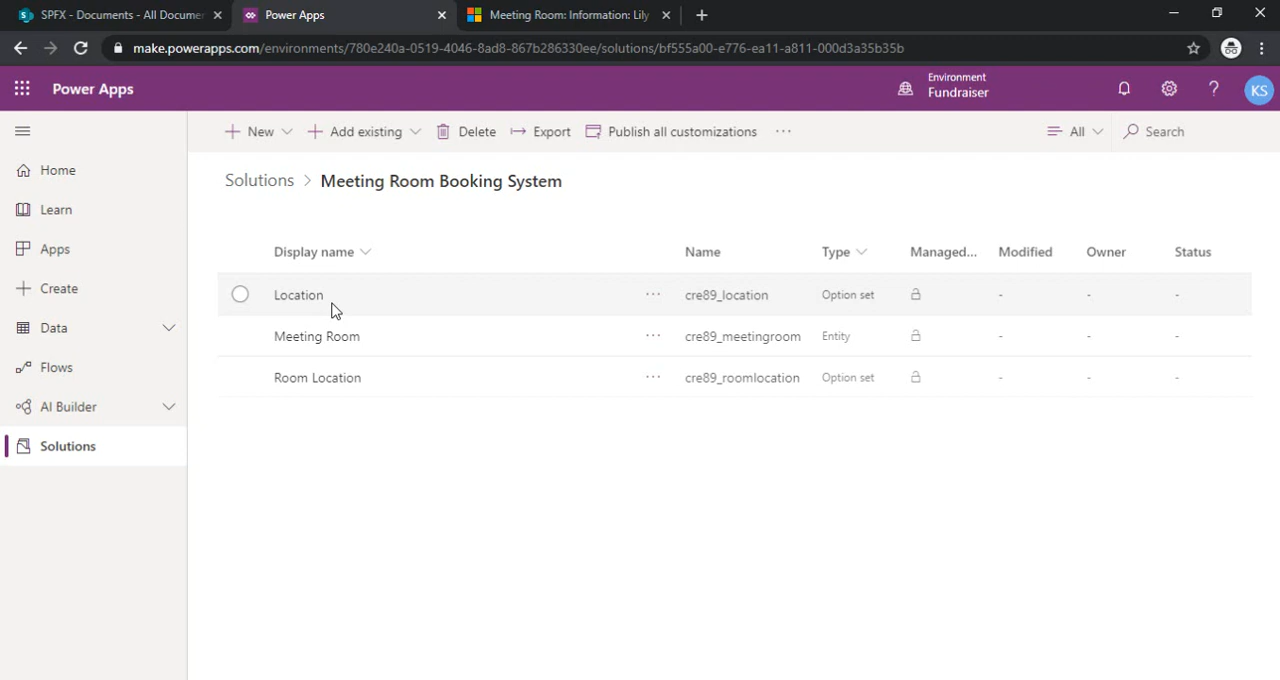 SPFX - Documents - All Docume
Power Apps
Meeting Room: Information: Lily
make.powerapps.com/environments/780e240a-0519-4046-8ad8-867b286330ee/solutions/bf555a00-e776-ea11-a811-000d3a35b35b
Power Apps
Environment
Fundraiser
?
KS
New
Add existing
Delete
Export
Publish all customizations
...
All
Search
Home
Learn
Apps
Create
Data
Flows
AI Builder
Solutions
Solutions > Meeting Room Booking System
Display name Name Type Managed... Modified Owner Status
Location ... cre89_location Option set - - -
Meeting Room ... cre89_meetingroom Entity - - -
Room Location ... cre89_roomlocation Option set - - -